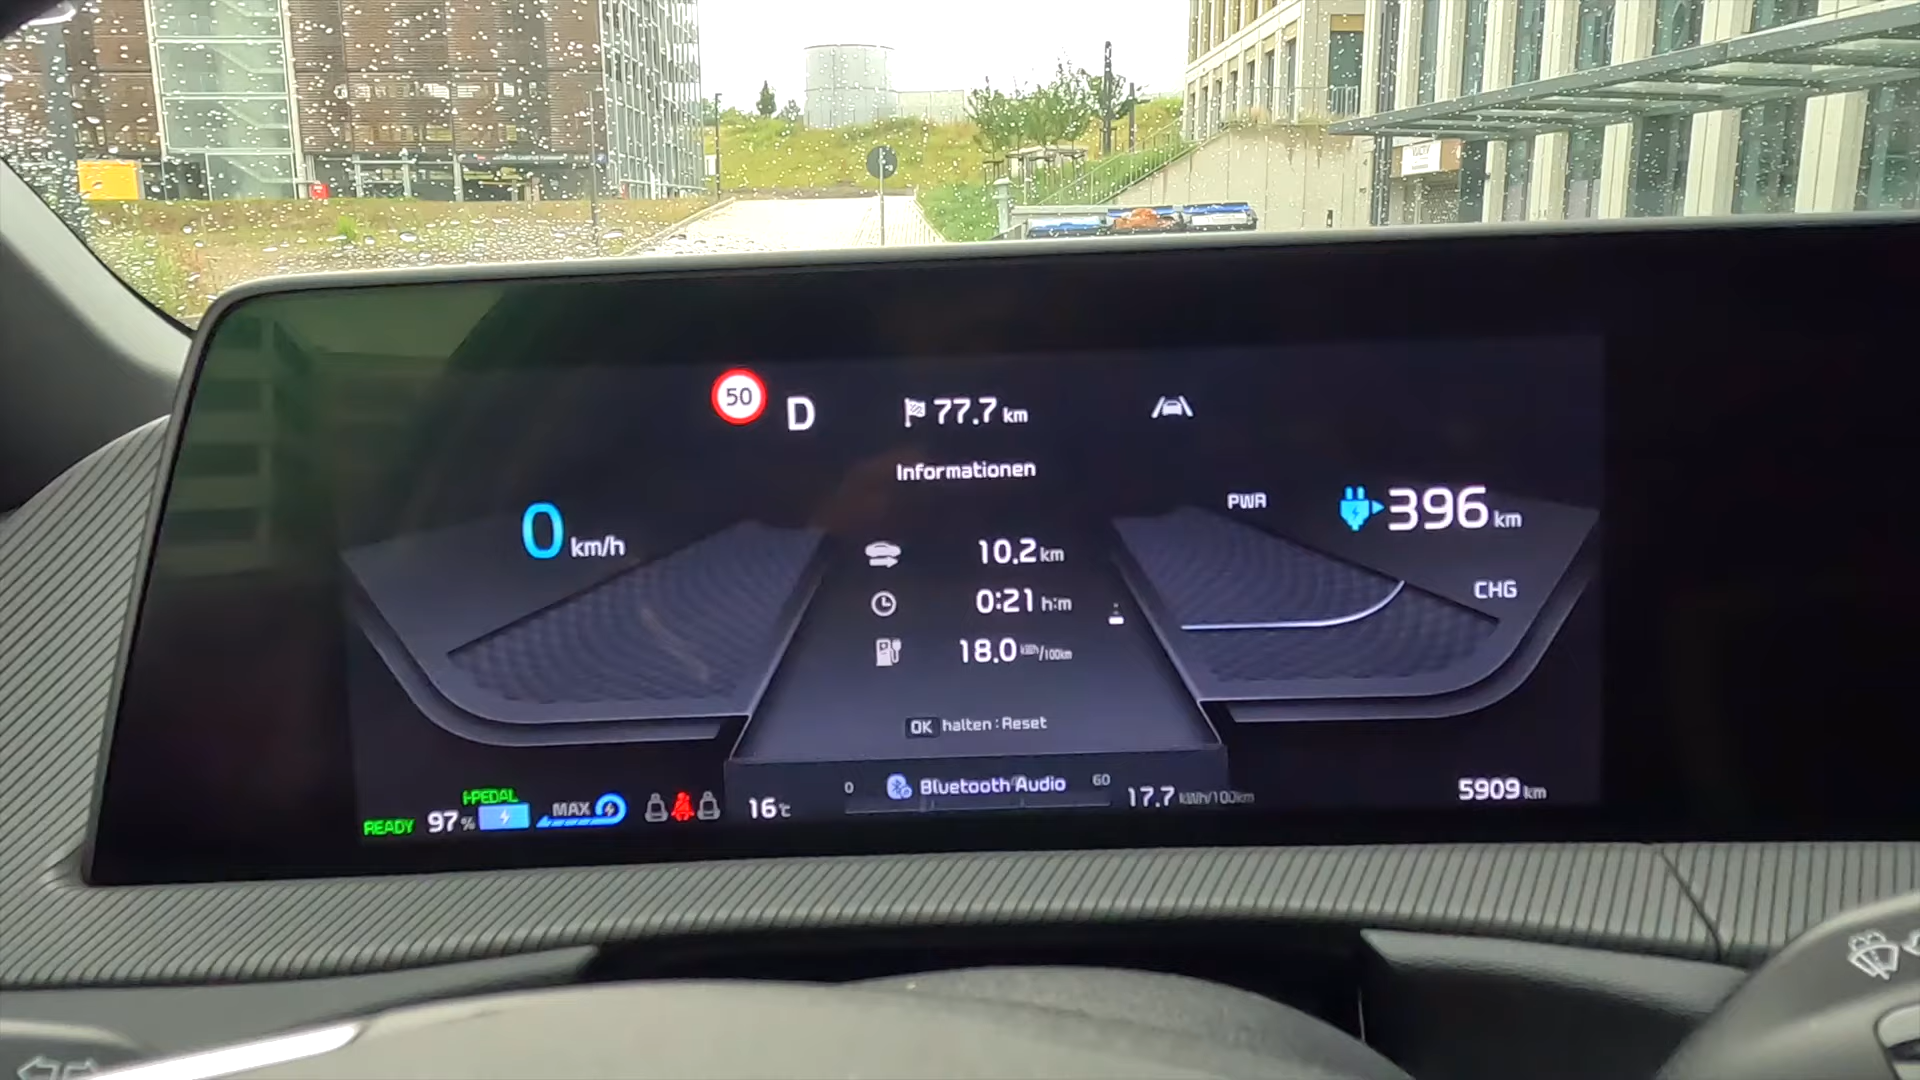 50 D 77.7 km
Informationen
0 km/h
PWR 396 km
10.2 km
0:21 h:m
18.0 kWh/100km
CHG
OK halten : Reset
0 Bluetooth Audio 60
READY 97% I-PEDAL MAX 16°c 17.7 kWh/100km 5909 km